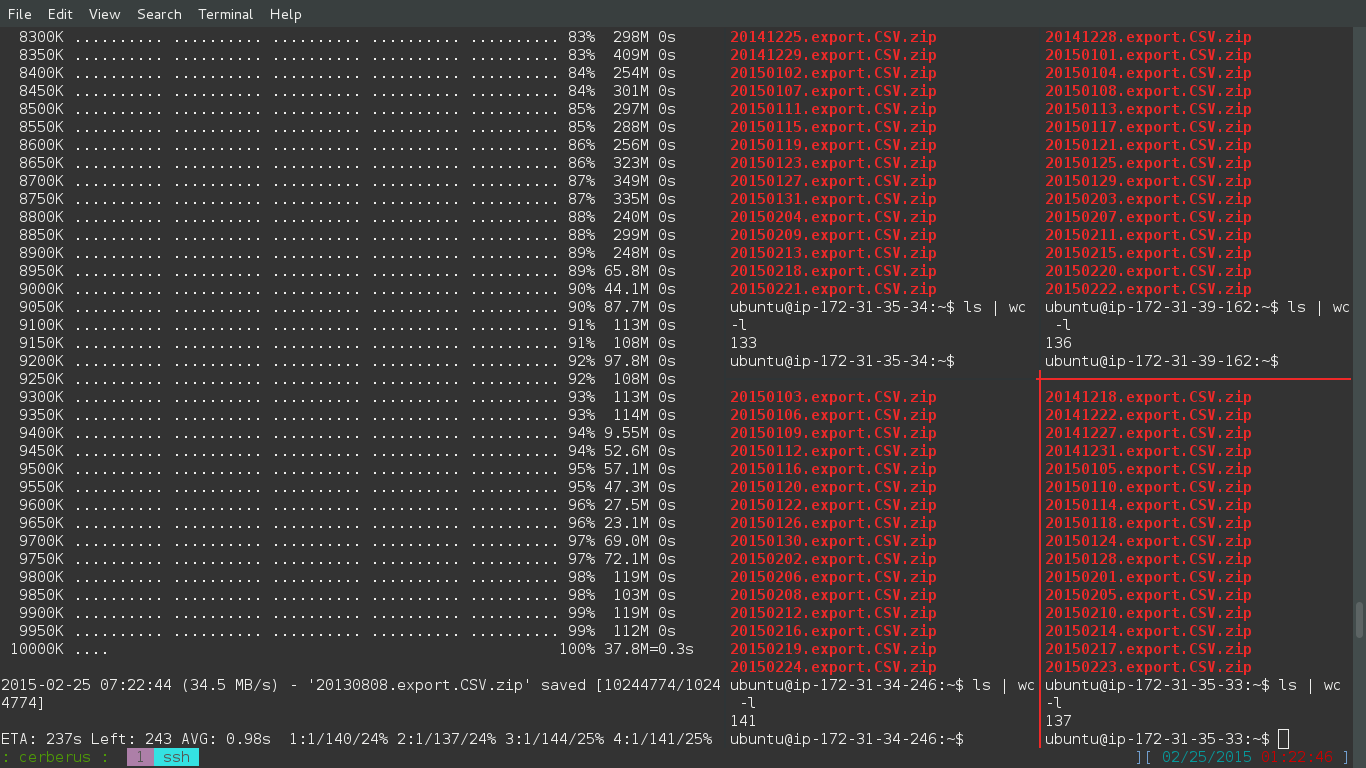 File Edit View Search Terminal Help
8300K .......... .......... .......... .......... .......... 83% 298M 0s
8350K .......... .......... .......... .......... .......... 83% 409M 0s
8400K .......... .......... .......... .......... .......... 84% 254M 0s
8450K .......... .......... .......... .......... .......... 84% 301M 0s
8500K .......... .......... .......... .......... .......... 85% 297M 0s
8550K .......... .......... .......... .......... .......... 85% 288M 0s
8600K .......... .......... .......... .......... .......... 86% 256M 0s
8650K .......... .......... .......... .......... .......... 86% 323M 0s
8700K .......... .......... .......... .......... .......... 87% 349M 0s
8750K .......... .......... .......... .......... .......... 87% 335M 0s
8800K .......... .......... .......... .......... .......... 88% 240M 0s
8850K .......... .......... .......... .......... .......... 88% 299M 0s
8900K .......... .......... .......... .......... .......... 89% 248M 0s
8950K .......... .......... .......... .......... .......... 89% 65.8M 0s
9000K .......... .......... .......... .......... .......... 90% 44.1M 0s
9050K .......... .......... .......... .......... .......... 90% 87.7M 0s
9100K .......... .......... .......... .......... .......... 91% 113M 0s
9150K .......... .......... .......... .......... .......... 91% 108M 0s
9200K .......... .......... .......... .......... .......... 92% 97.8M 0s
9250K .......... .......... .......... .......... .......... 92% 108M 0s
9300K .......... .......... .......... .......... .......... 93% 113M 0s
9350K .......... .......... .......... .......... .......... 93% 114M 0s
9400K .......... .......... .......... .......... .......... 94% 9.55M 0s
9450K .......... .......... .......... .......... .......... 94% 52.6M 0s
9500K .......... .......... .......... .......... .......... 95% 57.1M 0s
9550K .......... .......... .......... .......... .......... 95% 47.3M 0s
9600K .......... .......... .......... .......... .......... 96% 27.5M 0s
9650K .......... .......... .......... .......... .......... 96% 23.1M 0s
9700K .......... .......... .......... .......... .......... 97% 69.0M 0s
9750K .......... .......... .......... .......... .......... 97% 72.1M 0s
9800K .......... .......... .......... .......... .......... 98% 119M 0s
9850K .......... .......... .......... .......... .......... 98% 103M 0s
9900K .......... .......... .......... .......... .......... 99% 119M 0s
9950K .......... .......... .......... .......... .......... 99% 112M 0s
10000K .... 100% 37.8M=0.3s
2015-02-25 07:22:44 (34.5 MB/s) - '20130808.export.CSV.zip' saved [10244774/1024
4774]
ETA: 237s Left: 243 AVG: 0.98s 1:1/140/24% 2:1/137/24% 3:1/144/25% 4:1/141/25%
20141225.export.CSV.zip
20141229.export.CSV.zip
20150102.export.CSV.zip
20150107.export.CSV.zip
20150111.export.CSV.zip
20150115.export.CSV.zip
20150119.export.CSV.zip
20150123.export.CSV.zip
20150127.export.CSV.zip
20150131.export.CSV.zip
20150204.export.CSV.zip
20150209.export.CSV.zip
20150213.export.CSV.zip
20150218.export.CSV.zip
20150221.export.CSV.zip
ubuntu@ip-172-31-35-34:~$ ls | wc
-l
133
ubuntu@ip-172-31-35-34:~$
20141228.export.CSV.zip
20150101.export.CSV.zip
20150104.export.CSV.zip
20150108.export.CSV.zip
20150113.export.CSV.zip
20150117.export.CSV.zip
20150121.export.CSV.zip
20150125.export.CSV.zip
20150129.export.CSV.zip
20150203.export.CSV.zip
20150207.export.CSV.zip
20150211.export.CSV.zip
20150215.export.CSV.zip
20150220.export.CSV.zip
20150222.export.CSV.zip
ubuntu@ip-172-31-39-162:~$ ls | wc
-l
136
ubuntu@ip-172-31-39-162:~$
20150103.export.CSV.zip
20150106.export.CSV.zip
20150109.export.CSV.zip
20150112.export.CSV.zip
20150116.export.CSV.zip
20150120.export.CSV.zip
20150122.export.CSV.zip
20150126.export.CSV.zip
20150130.export.CSV.zip
20150202.export.CSV.zip
20150206.export.CSV.zip
20150208.export.CSV.zip
20150212.export.CSV.zip
20150216.export.CSV.zip
20150219.export.CSV.zip
20150224.export.CSV.zip
ubuntu@ip-172-31-34-246:~$ ls | wc
-l
141
ubuntu@ip-172-31-34-246:~$
20141218.export.CSV.zip
20141222.export.CSV.zip
20141227.export.CSV.zip
20141231.export.CSV.zip
20150105.export.CSV.zip
20150110.export.CSV.zip
20150114.export.CSV.zip
20150118.export.CSV.zip
20150124.export.CSV.zip
20150128.export.CSV.zip
20150201.export.CSV.zip
20150205.export.CSV.zip
20150210.export.CSV.zip
20150214.export.CSV.zip
20150217.export.CSV.zip
20150223.export.CSV.zip
ubuntu@ip-172-31-35-33:~$ ls | wc
-l
137
ubuntu@ip-172-31-35-33:~$
: cerberus : 1 ssh ][ 02/25/2015 01:22:46 ]